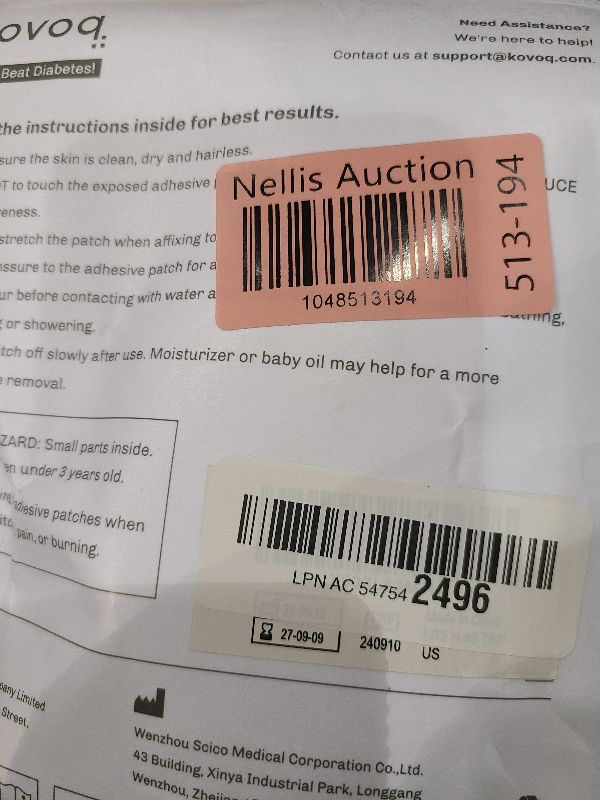 ovoq
Beat Diabetes!
Need Assistance?
We're here to help!
Contact us at support@kovoq.com.
the instructions inside for best results.
sure the skin is clean, dry and hairless.
T to touch the exposed adhesive
UCE
eness.
stretch the patch when affixing to
essure to the adhesive patch for a
ur before contacting with water a
or showering.
tch off slowly after use. Moisturizer or baby oil may help for a more
removal.
Nellis Auction
1048513194
513-194
ZARD: Small parts inside.
en under 3 years old.
adhesive patches when
pain, or burning.
LPN AC 54754 2496
27-09-09
240910
US
pany Limited
Street,
Wenzhou Scico Medical Corporation Co.,Ltd.
43 Building, Xinya Industrial Park, Longgang
Wenzhou,